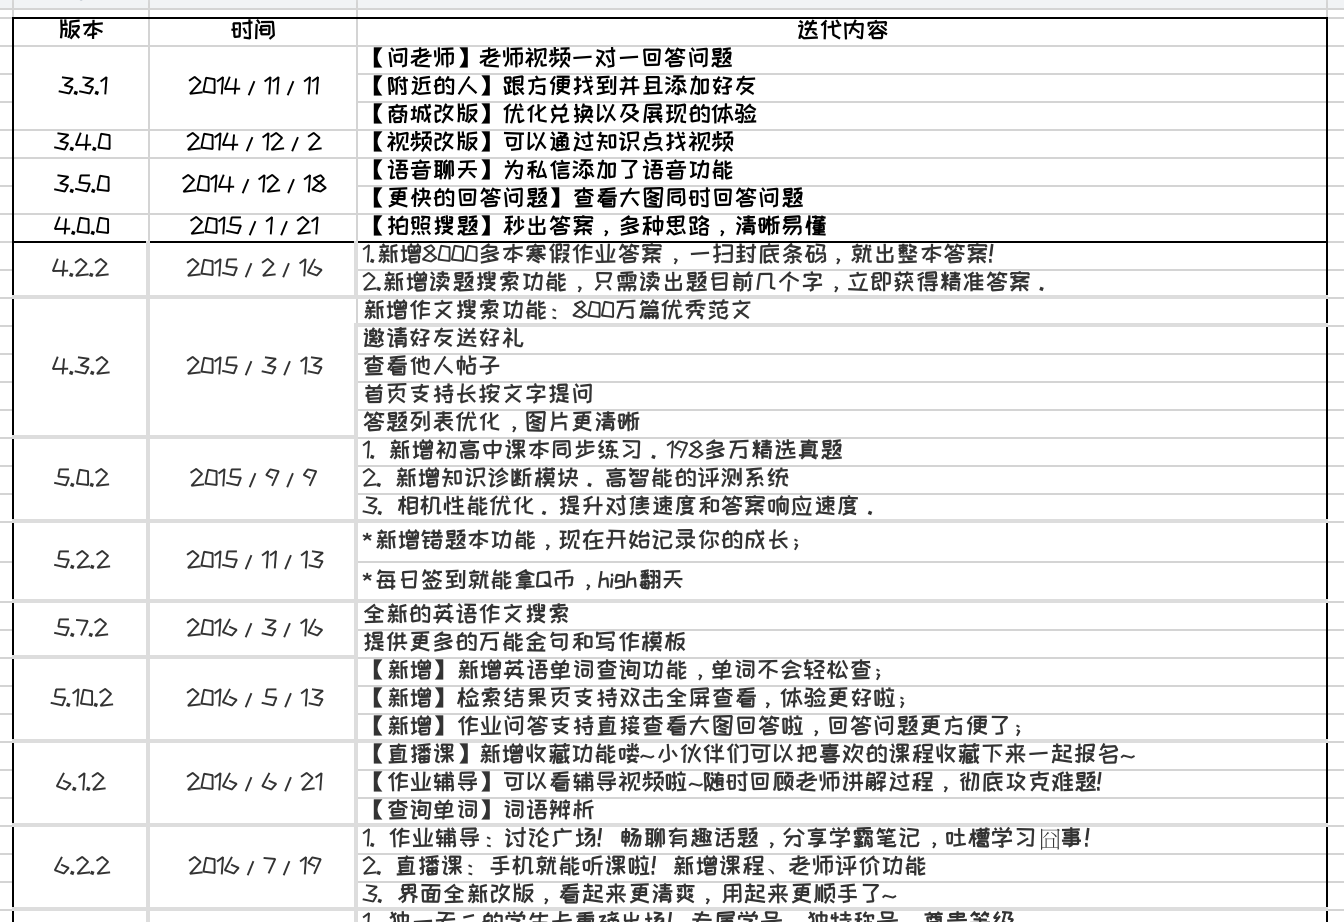 版本 时间 迭代内容
3.3.1 2014 / 11 / 11 【问老师】老师视频一对一回答问题
【附近的人】跟方便找到并且添加好友
【商城改版】优化兑换以及展现的体验
3.4.0 2014 / 12 / 2 【视频改版】可以通过知识点找视频
3.5.0 2014 / 12 / 18 【语音聊天】为私信添加了语音功能
【更快的回答问题】查看大图同时回答问题
4.0.0 2015 / 1 / 21 【拍照搜题】秒出答案，多种思路，清晰易懂
4.2.2 2015 / 2 / 16 1.新增8000多本寒假作业答案，一扫封底条码，就出整本答案!
2.新增读题搜索功能，只需读出题目前几个字，立即获得精准答案.
4.3.2 2015 / 3 / 13 新增作文搜索功能：800万篇优秀范文
邀请好友送好礼
查看他人帖子
首页支持长按文字提问
答题列表优化，图片更清晰
5.0.2 2015 / 9 / 9 1. 新增初高中课本同步练习．198多万精选真题
2. 新增知识诊断模块．高智能的评测系统
3. 相机性能优化．提升对焦速度和答案响应速度．
5.2.2 2015 / 11 / 13 *新增错题本功能，现在开始记录你的成长；
*每日签到就能拿Q币，high翻天
5.7.2 2016 / 3 / 16 全新的英语作文搜索
提供更多的万能金句和写作模板
5.10.2 2016 / 5 / 13 【新增】新增英语单词查询功能，单词不会轻松查；
【新增】检索结果页支持双击全屏查看，体验更好啦；
【新增】作业问答支持直接查看大图回答啦，回答问题更方便了；
6.1.2 2016 / 6 / 21 【直播课】新增收藏功能喽~小伙伴们可以把喜欢的课程收藏下来一起报名~
【作业辅导】可以看辅导视频啦~随时回顾老师讲解过程，彻底攻克难题!
【查询单词】词语辨析
6.2.2 2016 / 7 / 19 1. 作业辅导：讨论广场! 畅聊有趣话题，分享学霸笔记，吐槽学习囧事!
2. 直播课：手机就能听课啦! 新增课程、老师评价功能
3. 界面全新改版，看起来更清爽，用起来更顺手了~